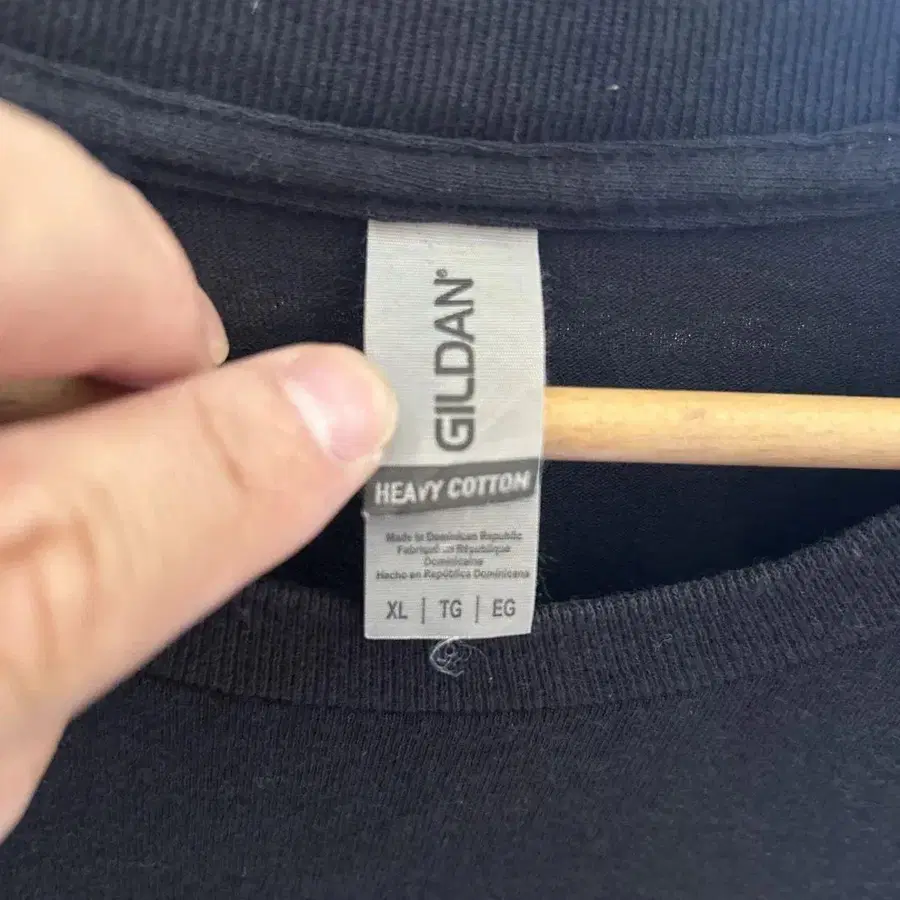 GILDAN®
HEAVY COTTON
Made in Dominican Republic
Fabriqué en République
Dominicaine
Hecho en República Dominicana
XL | TG | EG